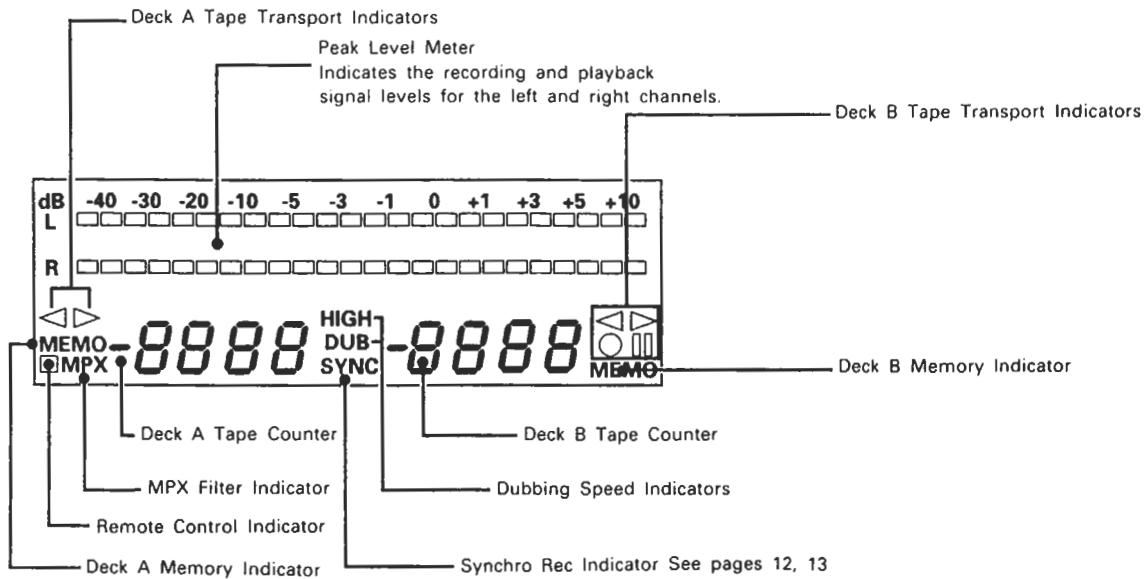 Deck A Tape Transport Indicators
Peak Level Meter
Indicates the recording and playback
signal levels for the left and right channels.
Deck B Tape Transport Indicators
dB -40 -30 -20 -10 -5 -3 -1 0 +1 +3 +5 +10
L
R
MEMO
MPX
-8888
HIGH
DUB
SYNC
-8888
MEMO
Deck B Memory Indicator
Deck A Tape Counter
Deck B Tape Counter
MPX Filter Indicator
Dubbing Speed Indicators
Remote Control Indicator
Deck A Memory Indicator
Synchro Rec Indicator See pages 12, 13